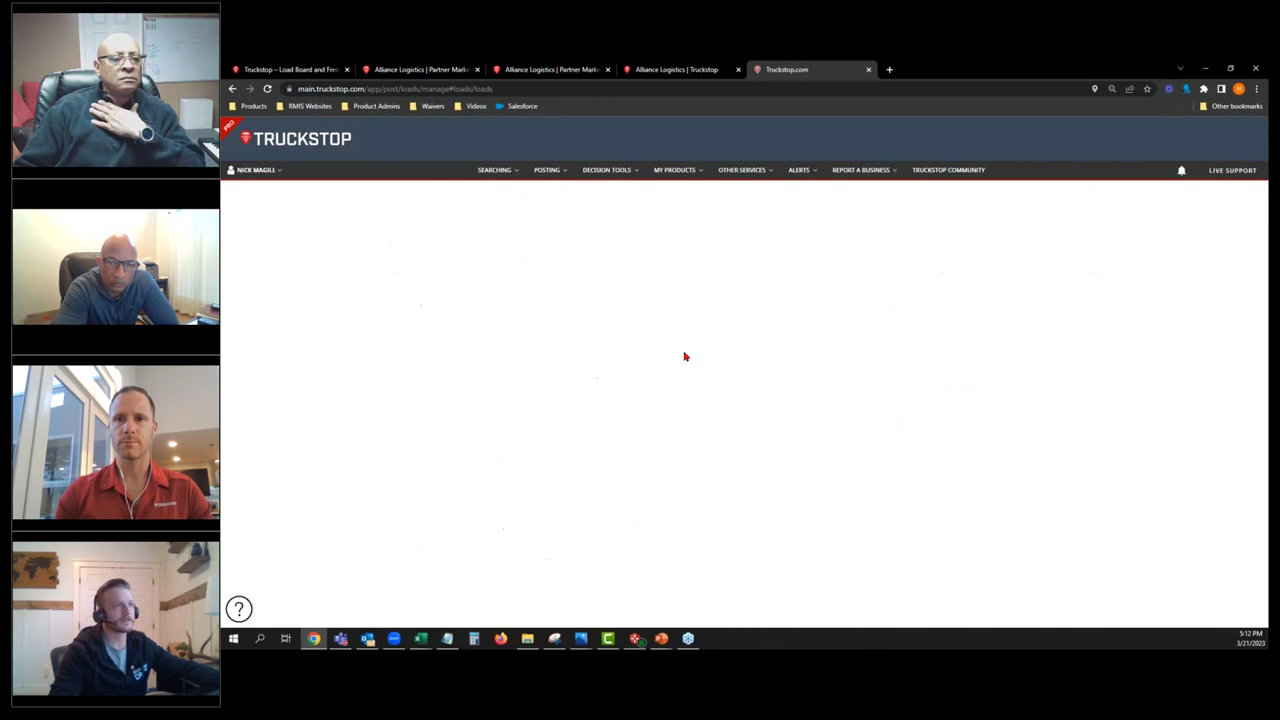 Truckstop – Load Board and Fre
Alliance Logistics | Partner Mark
Alliance Logistics | Partner Mark
Alliance Logistics | Truckstop
Truckstop.com
main.truckstop.com/app/post/loads/manage#loads/loads
Products
RMIS Websites
Product Admins
Waivers
Videos
Salesforce
Other bookmarks
PRO
TRUCKSTOP
NICK MAGILL
SEARCHING
POSTING
DECISION TOOLS
MY PRODUCTS
OTHER SERVICES
ALERTS
REPORT A BUSINESS
TRUCKSTOP COMMUNITY
LIVE SUPPORT
?
5:12 PM
3/21/2023